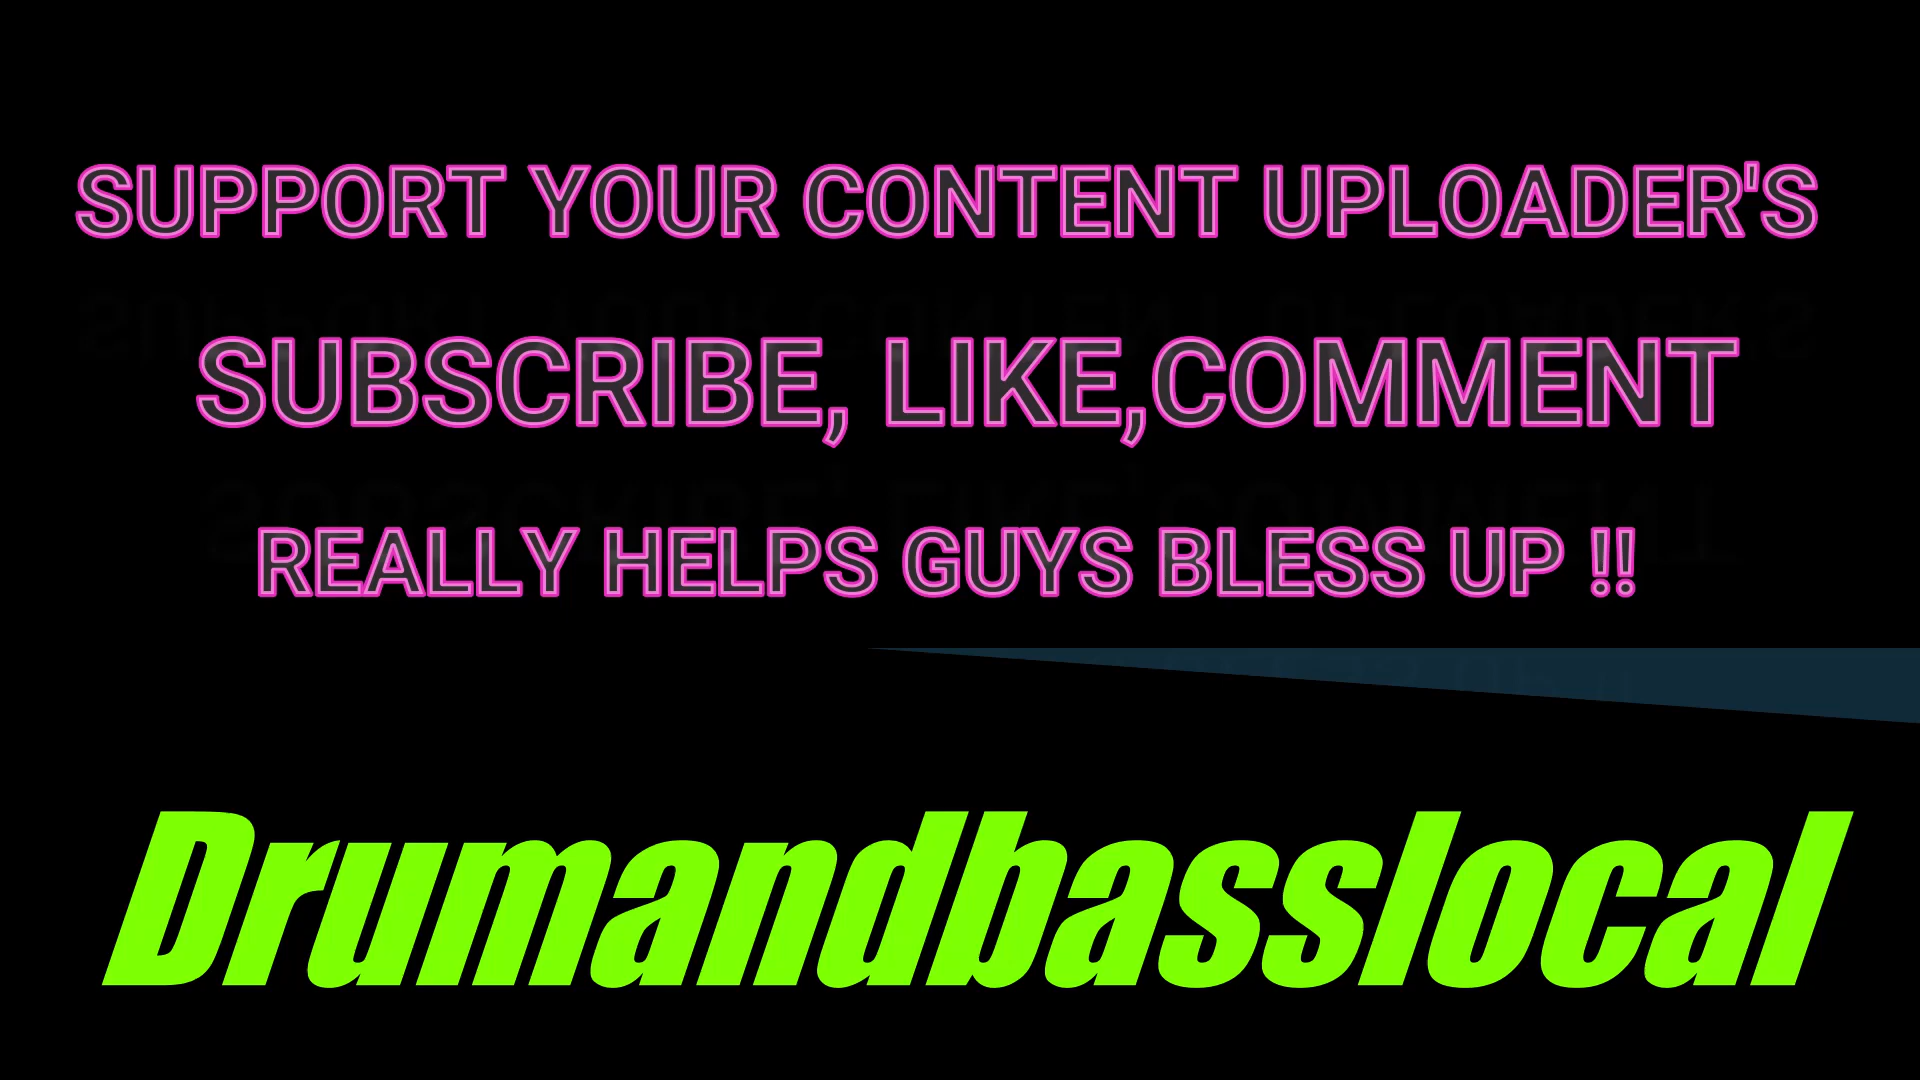 SUPPORT YOUR CONTENT UPLOADER'S
SUBSCRIBE, LIKE,COMMENT
REALLY HELPS GUYS BLESS UP !!
Drumandbasslocal